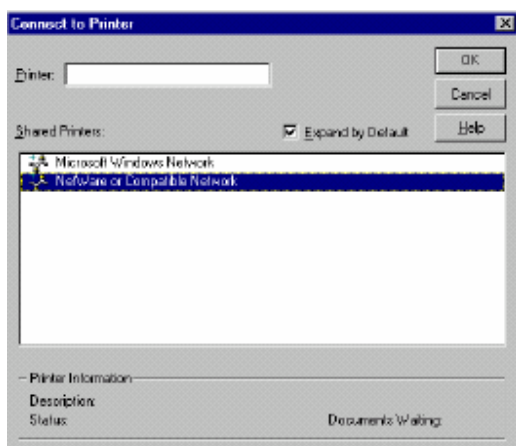 Connect to Printer
Printer:
OK
Cancel
Help
Shared Printers:
Expand by Default
Microsoft Windows Network
NetWare or Compatible Network
Printer Information
Description:
Status:
Documents Waiting: